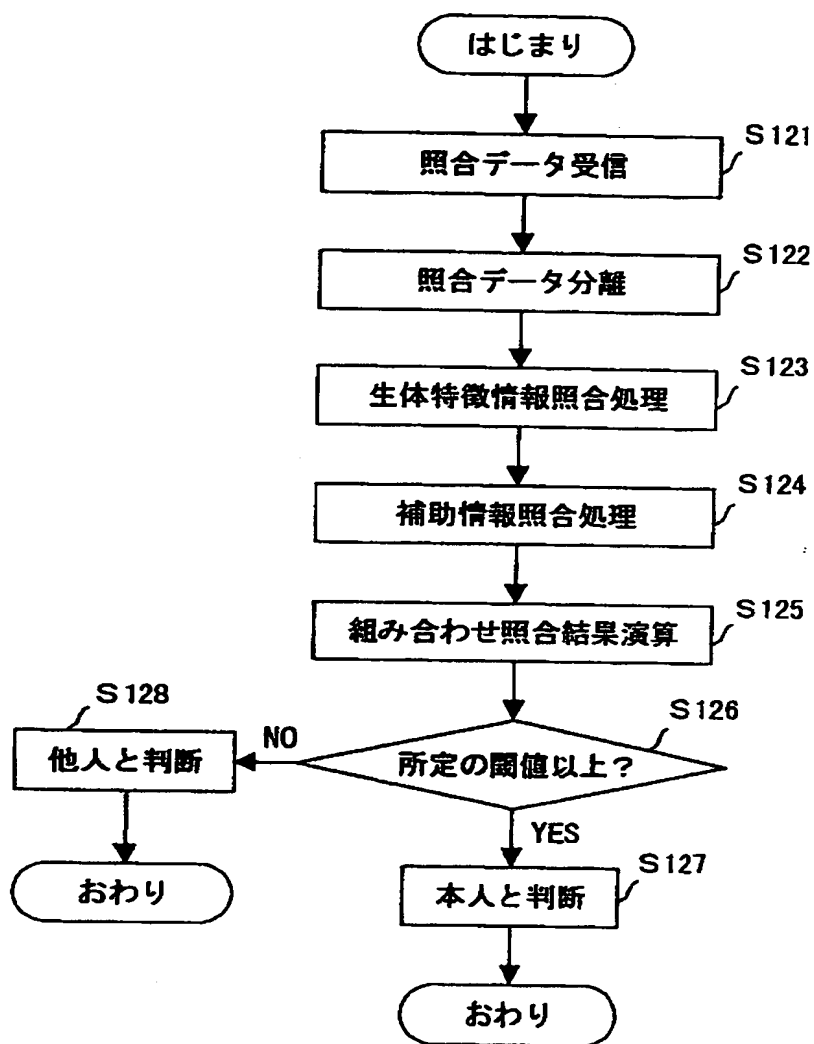 はじまり
S121
照合データ受信
S122
照合データ分離
S123
生体特徴情報照合処理
S124
補助情報照合処理
S125
組み合わせ照合結果演算
S126
所定の閾値以上？
NO
S128
他人と判断
おわり
YES
S127
本人と判断
おわり